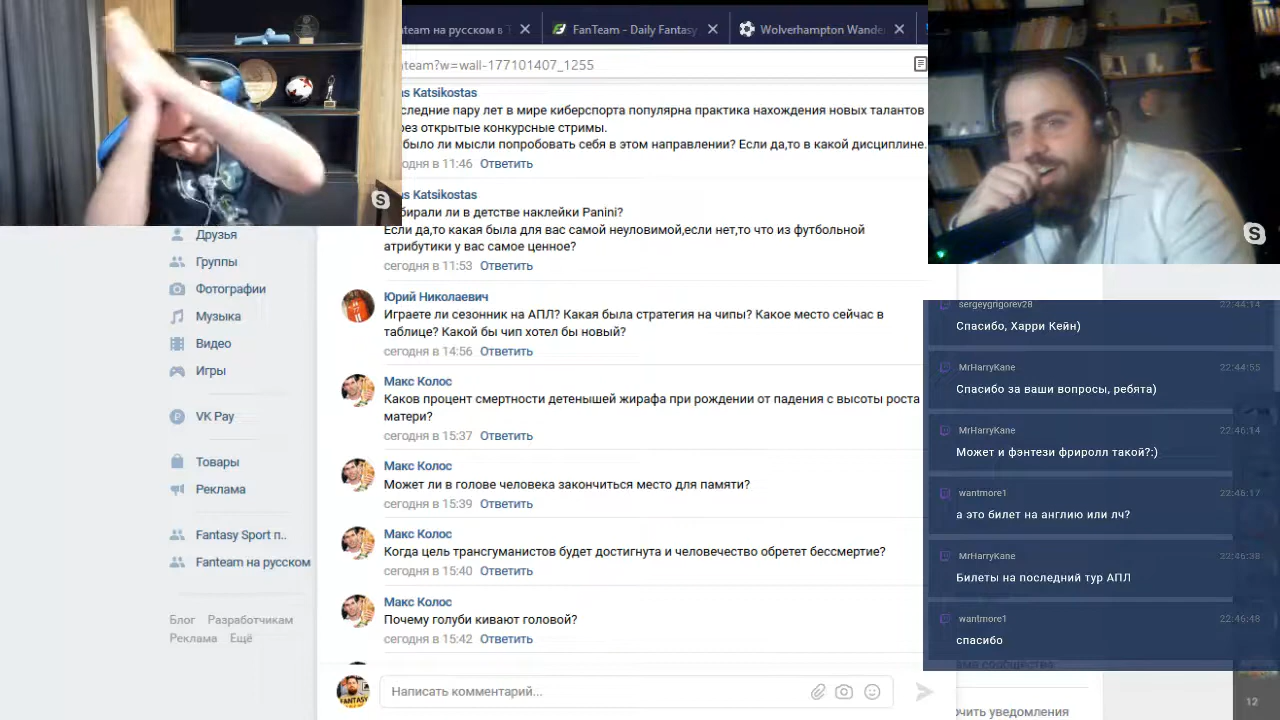 nteam на русском в Т
FanTeam - Daily Fantasy
Wolverhampton Wande
nteam?w=wall-177101407_1255
as Katsikostas
следние пару лет в мире киберспорта популярна практика нахождения новых талантов
рез открытые конкурсные стримы.
было ли мысли попробовать себя в этом направлении? Если да,то в какой дисциплине.
одня в 11:46 Ответить
as Katsikostas
бирали ли в детстве наклейки Panini?
Если да,то какая была для вас самой неуловимой,если нет,то что из футбольной
атрибутики у вас самое ценное?
сегодня в 11:53 Ответить
Юрий Николаевич
Играете ли сезонник на АПЛ? Какая была стратегия на чипы? Какое место сейчас в
таблице? Какой бы чип хотел бы новый?
сегодня в 14:56 Ответить
Макс Колос
Каков процент смертности детенышей жирафа при рождении от падения с высоты роста
матери?
сегодня в 15:37 Ответить
Макс Колос
Может ли в голове человека закончиться место для памяти?
сегодня в 15:39 Ответить
Макс Колос
Когда цель трансгуманистов будет достигнута и человечество обретет бессмертие?
сегодня в 15:40 Ответить
Макс Колос
Почему голуби кивают головой?
сегодня в 15:42 Ответить
Написать комментарий...
Друзья
Группы
Фотографии
Музыка
Видео
Игры
VK Pay
Товары
Реклама
Fantasy Sport п..
Fanteam на русском
Блог Разработчикам
Реклама Ещё
sergeygrigorev28 22:44:14
Спасибо, Харри Кейн)
MrHarryKane 22:44:55
Спасибо за ваши вопросы, ребята)
MrHarryKane 22:46:14
Может и фэнтези фриролл такой?:)
wantmore1 22:46:17
а это билет на англию или лч?
MrHarryKane 22:46:38
Билеты на последний тур АПЛ
wantmore1 22:46:48
спасибо
чить уведомления
12
FANTASY